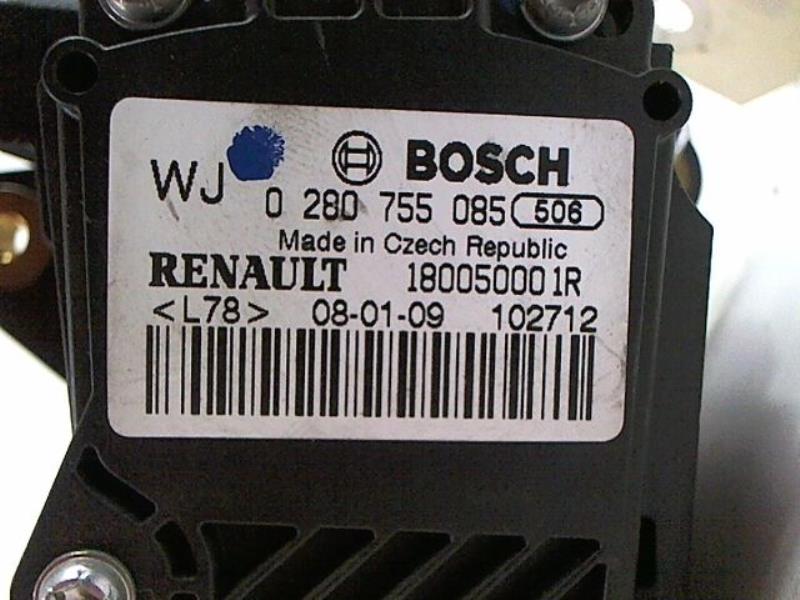 BOSCH
WJ 0 280 755 085 506
Made in Czech Republic
RENAULT 180050001R
<L78> 08-01-09 102712